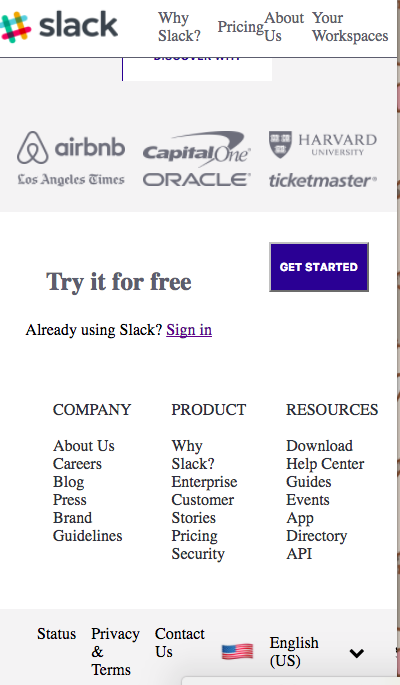 slack
Why Slack?
Pricing
About Us
Your Workspaces
airbnb
Capital One®
HARVARD UNIVERSITY
Los Angeles Times
ORACLE®
ticketmaster®
Try it for free
GET STARTED
Already using Slack? Sign in
COMPANY
About Us
Careers
Blog
Press
Brand
Guidelines
PRODUCT
Why
Slack?
Enterprise
Customer
Stories
Pricing
Security
RESOURCES
Download
Help Center
Guides
Events
App
Directory
API
Status
Privacy
&
Terms
Contact
Us
English
(US)